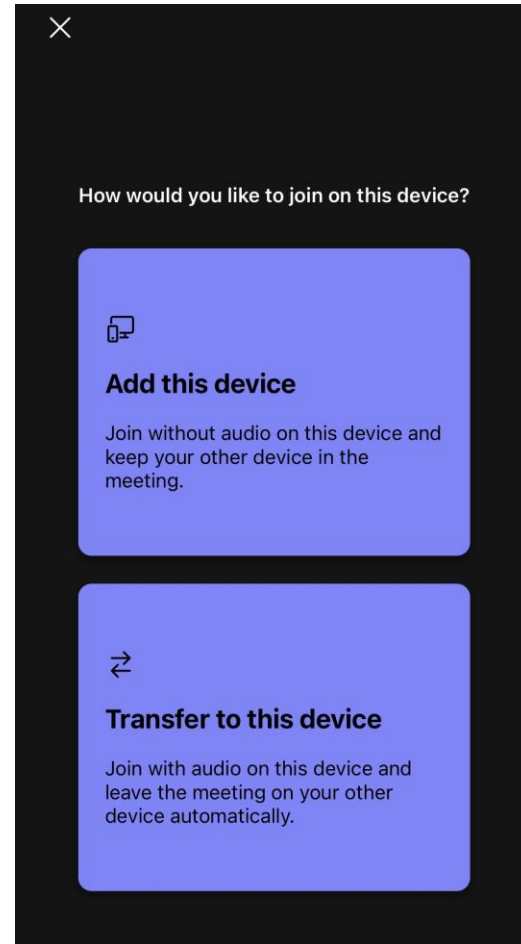 How would you like to join on this device?
Add this device
Join without audio on this device and
keep your other device in the
meeting.
Transfer to this device
Join with audio on this device and
leave the meeting on your other
device automatically.